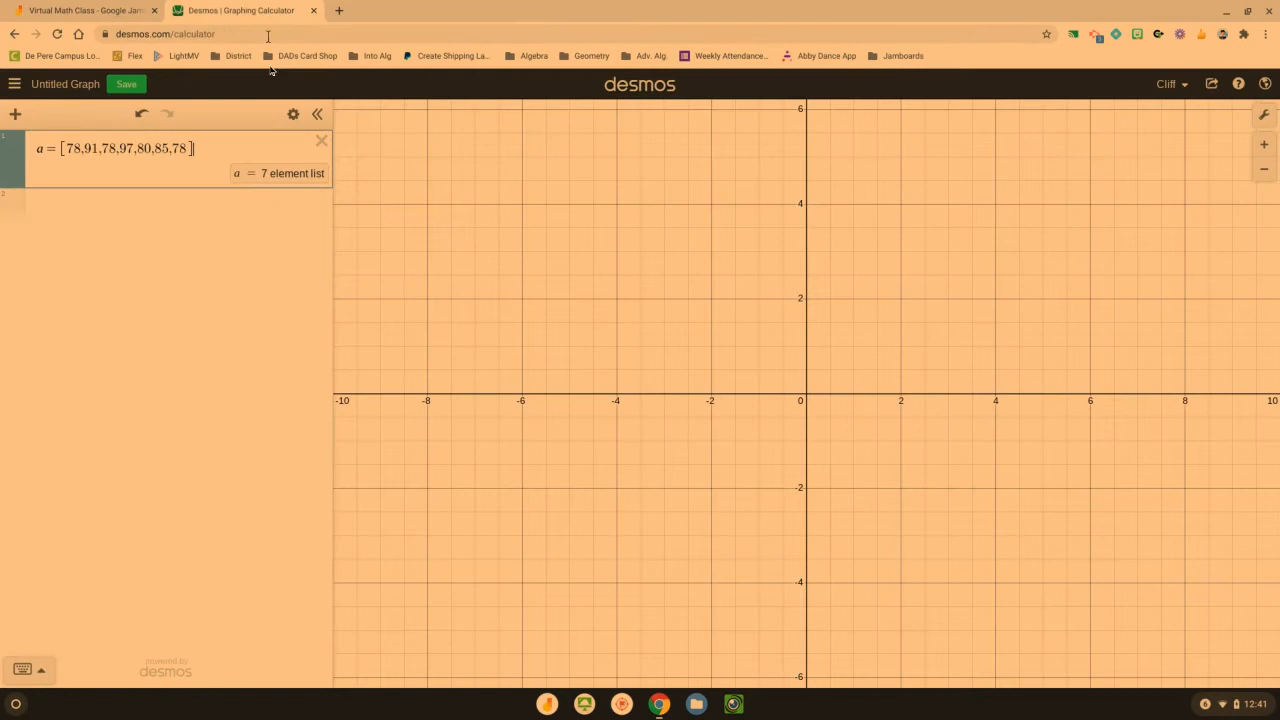 Virtual Math Class - Google Jam
Desmos | Graphing Calculator
desmos.com/calculator
De Pere Campus Lo...
Flex
LightMV
District
DADs Card Shop
Into Alg
Create Shipping La...
Algebra
Geometry
Adv. Alg.
Weekly Attendance...
Abby Dance App
Jamboards
Untitled Graph
Save
desmos
Cliff
1
a = [78,91,78,97,80,85,78]
a = 7 element list
2
6
4
2
-10 -8 -6 -4 -2 0 2 4 6 8 10
-2
-4
-6
powered by
desmos
6
12:41